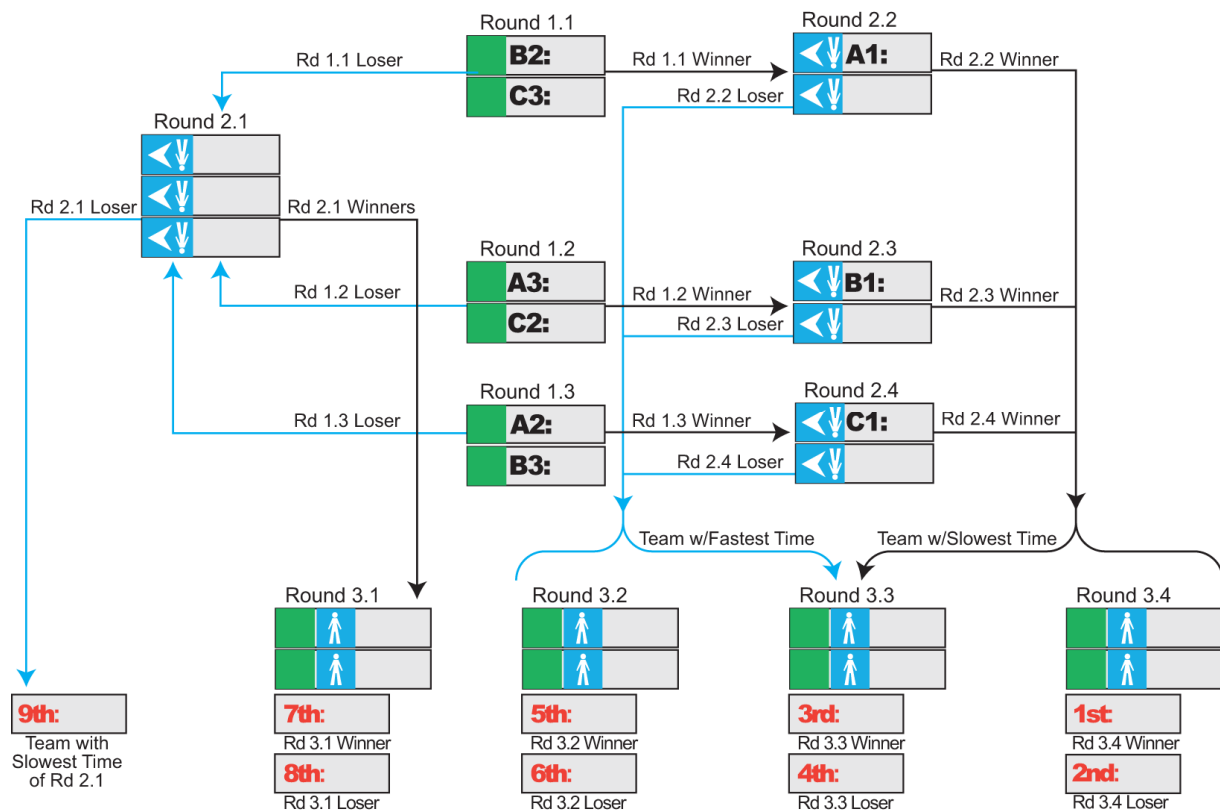 Round 1.1
Round 2.2
B2:
C3:
A1:
Rd 1.1 Loser
Rd 1.1 Winner
Rd 2.2 Winner
Rd 2.2 Loser
Round 2.1
Rd 2.1 Loser
Rd 2.1 Winners
Round 1.2
Round 2.3
A3:
C2:
B1:
Rd 1.2 Loser
Rd 1.2 Winner
Rd 2.3 Winner
Rd 2.3 Loser
Round 1.3
Round 2.4
A2:
B3:
C1:
Rd 1.3 Loser
Rd 1.3 Winner
Rd 2.4 Winner
Rd 2.4 Loser
Team w/Fastest Time
Team w/Slowest Time
Round 3.1
Round 3.2
Round 3.3
Round 3.4
9th:
Team with
Slowest Time
of Rd 2.1
7th:
Rd 3.1 Winner
8th:
Rd 3.1 Loser
5th:
Rd 3.2 Winner
6th:
Rd 3.2 Loser
3rd:
Rd 3.3 Winner
4th:
Rd 3.3 Loser
1st:
Rd 3.4 Winner
2nd:
Rd 3.4 Loser